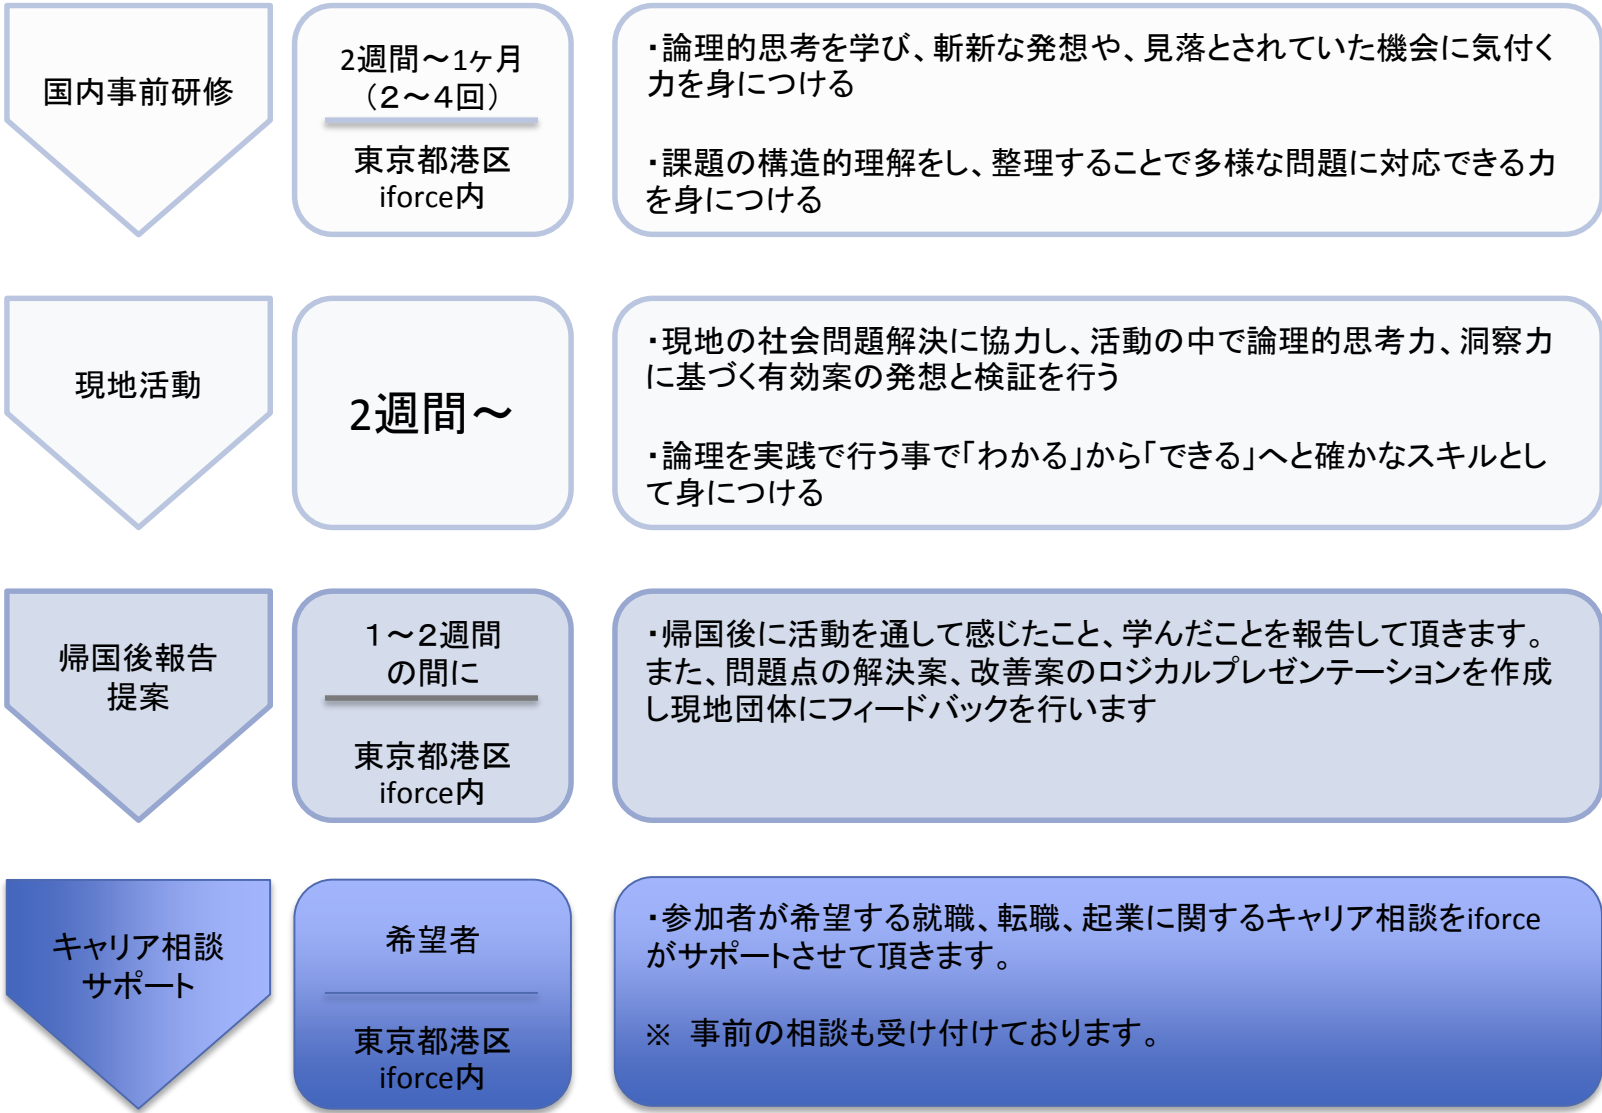 国内事前研修
2週間～1ヶ月
（２～４回）
東京都港区
iforce内
・論理的思考を学び、斬新な発想や、見落とされていた機会に気付く
力を身につける
・課題の構造的理解をし、整理することで多様な問題に対応できる力
を身につける
現地活動
2週間～
・現地の社会問題解決に協力し、活動の中で論理的思考力、洞察力
に基づく有効案の発想と検証を行う
・論理を実践で行う事で「わかる」から「できる」へと確かなスキルとし
て身につける
帰国後報告
提案
１～２週間
の間に
東京都港区
iforce内
・帰国後に活動を通して感じたこと、学んだことを報告して頂きます。
また、問題点の解決案、改善案のロジカルプレゼンテーションを作成
し現地団体にフィードバックを行います
キャリア相談
サポート
希望者
東京都港区
iforce内
・参加者が希望する就職、転職、起業に関するキャリア相談をiforce
がサポートさせて頂きます。
※ 事前の相談も受け付けております。